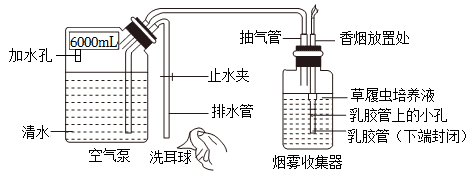 6000mL
加水孔
清水
空气泵
止水夹
排水管
洗耳球
抽气管
香烟放置处
草履虫培养液
乳胶管上的小孔
乳胶管（下端封闭）
烟雾收集器